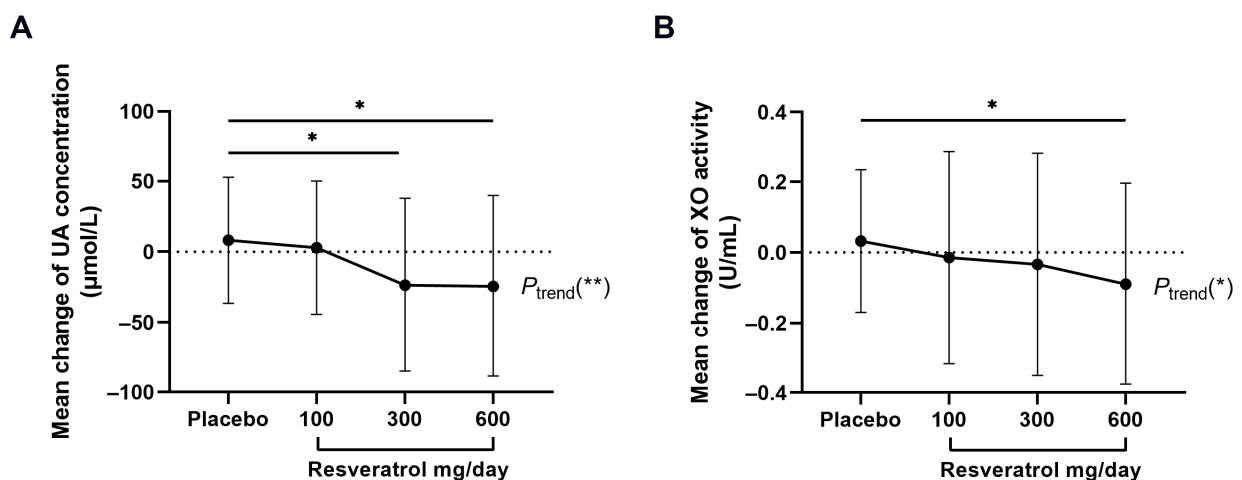 A
Mean change of UA concentration
(μmol/L)
100
50
0
−50
−100
*
*
P trend(**)
Placebo
100
300
600
Resveratrol mg/day
B
Mean change of XO activity
(U/mL)
0.4
0.2
0.0
−0.2
−0.4
*
P trend(*)
Placebo
100
300
600
Resveratrol mg/day